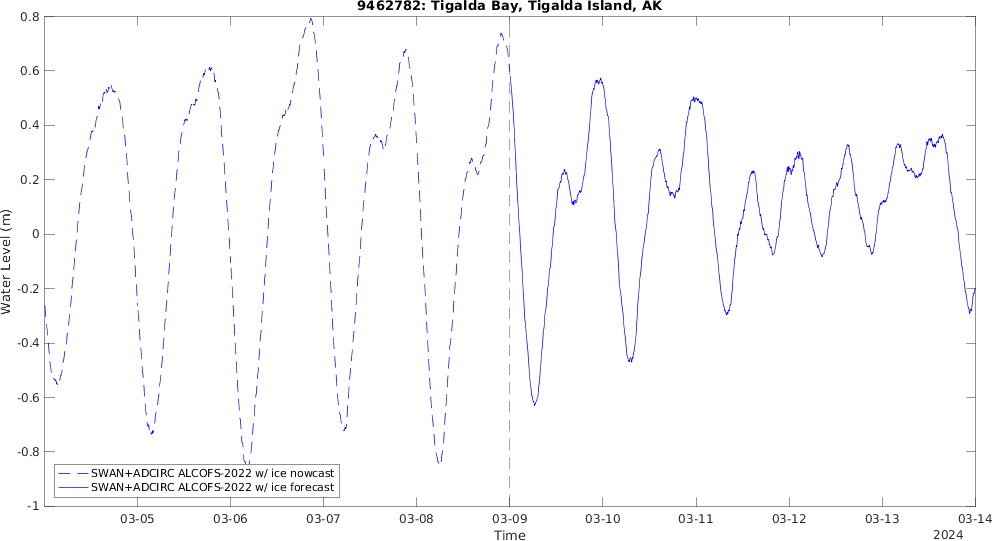 9462782: Tigalda Bay, Tigalda Island, AK
0.8
0.6
0.4
0.2
0
-0.2
-0.4
-0.6
-0.8
-1
Water Level (m)
SWAN+ADCIRC ALCOFS-2022 w/ ice nowcast
SWAN+ADCIRC ALCOFS-2022 w/ ice forecast
03-05 03-06 03-07 03-08 03-09 03-10 03-11 03-12 03-13 03-14
Time
2024